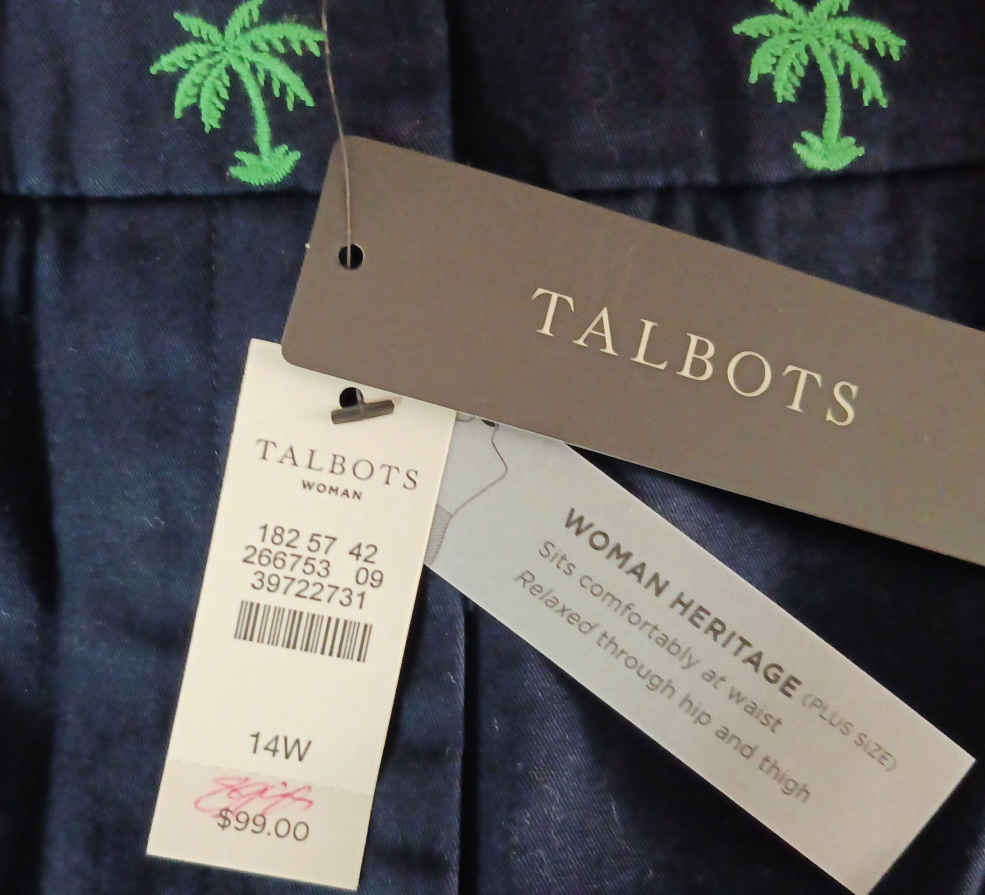 TALBOTS
TALBOTS
WOMAN
182 57 42
266753 09
39722731
14W
$99.00
WOMAN HERITAGE (PLUS SIZE)
Sits comfortably at waist
Relaxed through hip and thigh